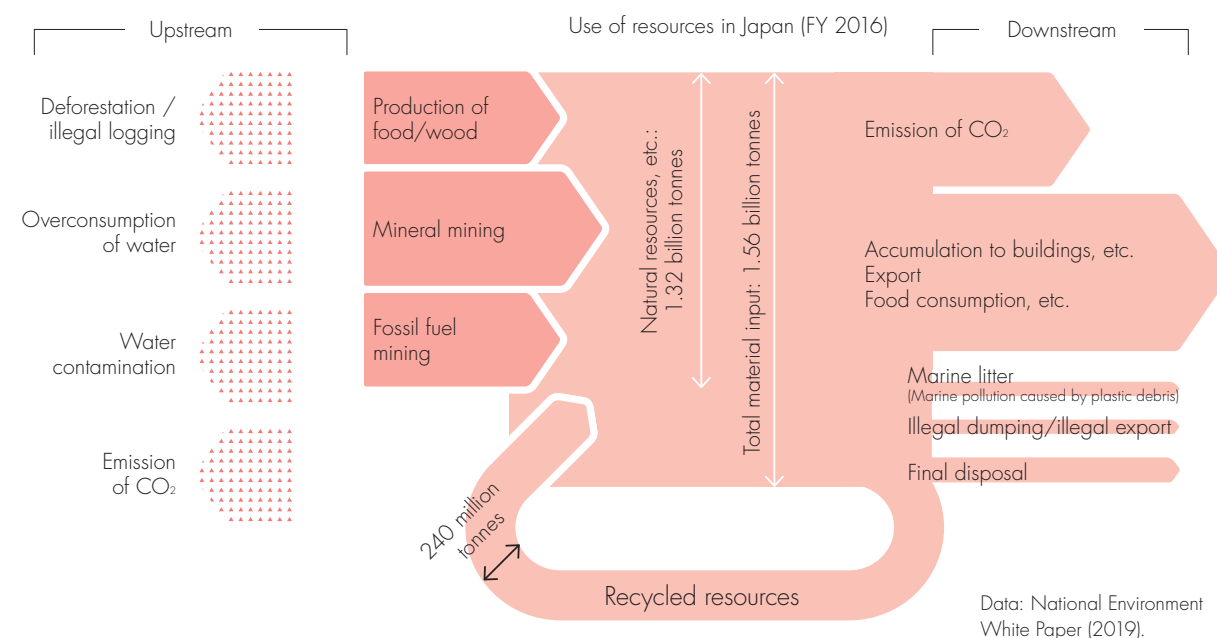 Use of resources in Japan (FY 2016)
Upstream
Downstream
Deforestation /
illegal logging
Overconsumption
of water
Water
contamination
Emission
of CO₂
Production of
food/wood
Mineral mining
Fossil fuel
mining
Natural resources, etc.:
1.32 billion tonnes
Total material input: 1.56 billion tonnes
Emission of CO₂
Accumulation to buildings, etc.
Export
Food consumption, etc.
Marine litter
(Marine pollution caused by plastic debris)
Illegal dumping/illegal export
Final disposal
240 million
tonnes
Recycled resources
Data: National Environment
White Paper (2019).